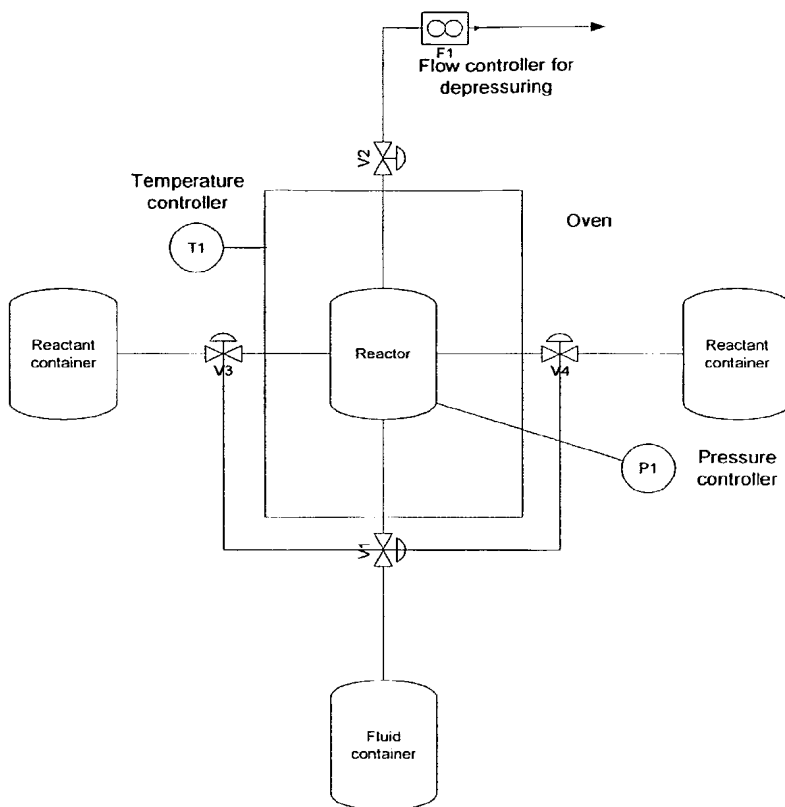 F1
Flow controller for
depressuring
V2
Temperature
controller
T1
Oven
Reactant
container
V3
Reactor
V4
Reactant
container
P1
Pressure
controller
V1
Fluid
container